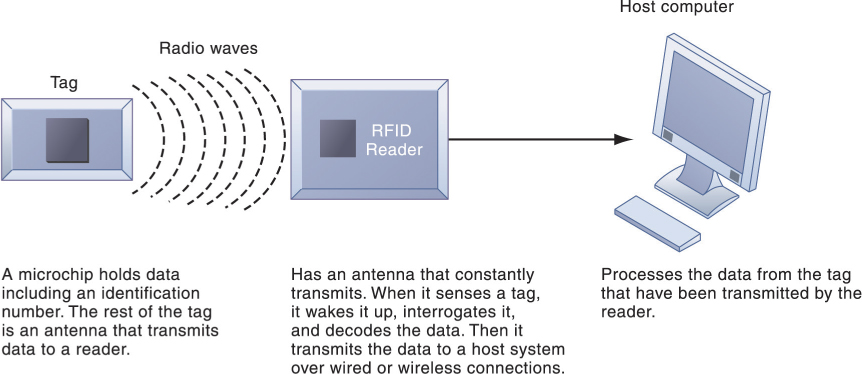 Host computer
Radio waves
Tag
RFID
Reader
A microchip holds data
including an identification
number. The rest of the tag
is an antenna that transmits
data to a reader.
Has an antenna that constantly
transmits. When it senses a tag,
it wakes it up, interrogates it,
and decodes the data. Then it
transmits the data to a host system
over wired or wireless connections.
Processes the data from the tag
that have been transmitted by the
reader.